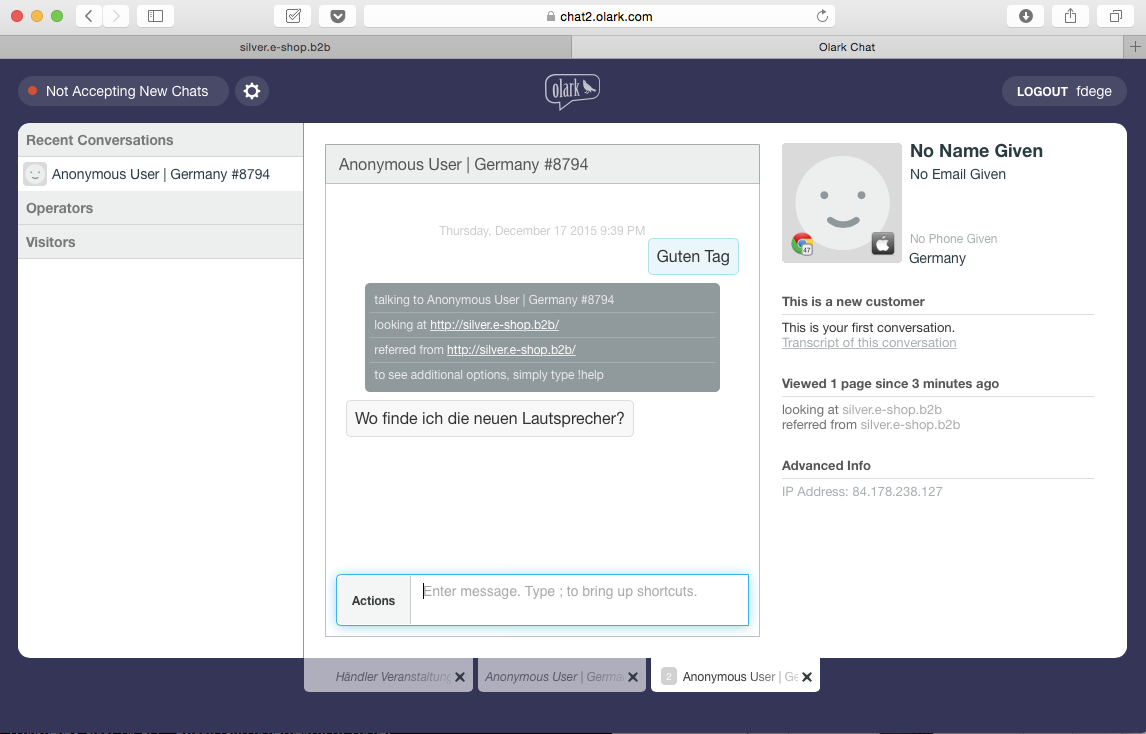 chat2.olark.com
silver.e-shop.b2b
Olark Chat
Not Accepting New Chats
olark
LOGOUT fdege
Recent Conversations
Anonymous User | Germany #8794
Operators
Visitors
Anonymous User | Germany #8794
Thursday, December 17 2015 9:39 PM
Guten Tag
talking to Anonymous User | Germany #8794
looking at http://silver.e-shop.b2b/
referred from http://silver.e-shop.b2b/
to see additional options, simply type !help
Wo finde ich die neuen Lautsprecher?
Actions
Enter message. Type ; to bring up shortcuts.
47
No Name Given
No Email Given
No Phone Given
Germany
This is a new customer
This is your first conversation.
Transcript of this conversation
Viewed 1 page since 3 minutes ago
looking at silver.e-shop.b2b
referred from silver.e-shop.b2b
Advanced Info
IP Address: 84.178.238.127
Händler Veranstaltung
Anonymous User | Germa
2 Anonymous User | Ge